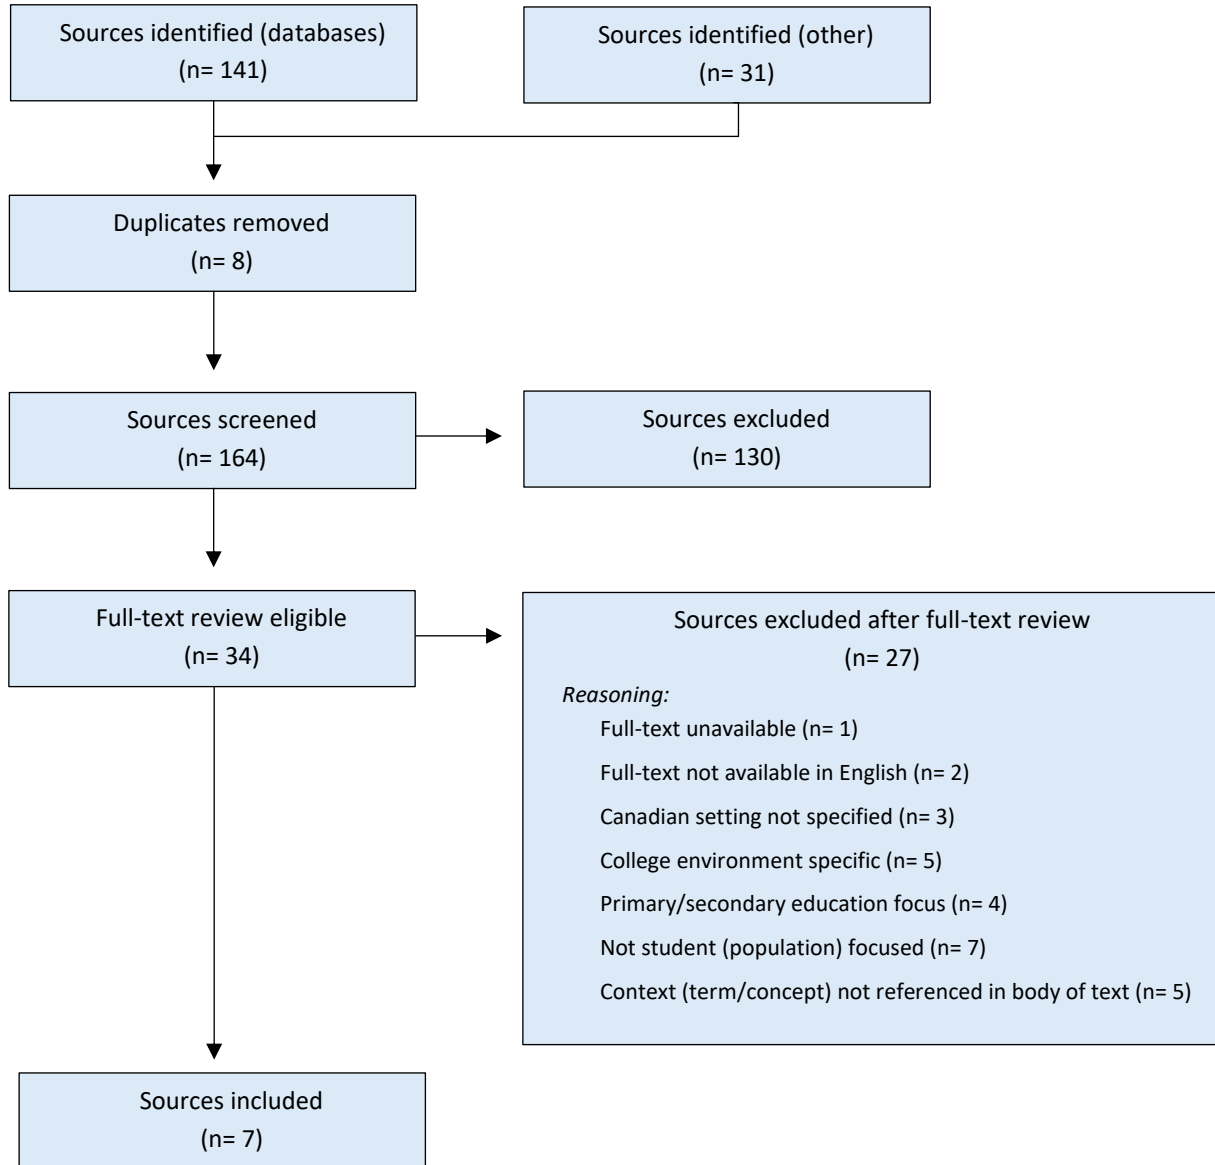 Sources identified (databases)
(n= 141)
Sources identified (other)
(n= 31)
Duplicates removed
(n= 8)
Sources screened
(n= 164)
Sources excluded
(n= 130)
Full-text review eligible
(n= 34)
Sources excluded after full-text review
(n= 27)
Reasoning:
Full-text unavailable (n= 1)
Full-text not available in English (n= 2)
Canadian setting not specified (n= 3)
College environment specific (n= 5)
Primary/secondary education focus (n= 4)
Not student (population) focused (n= 7)
Context (term/concept) not referenced in body of text (n= 5)
Sources included
(n= 7)